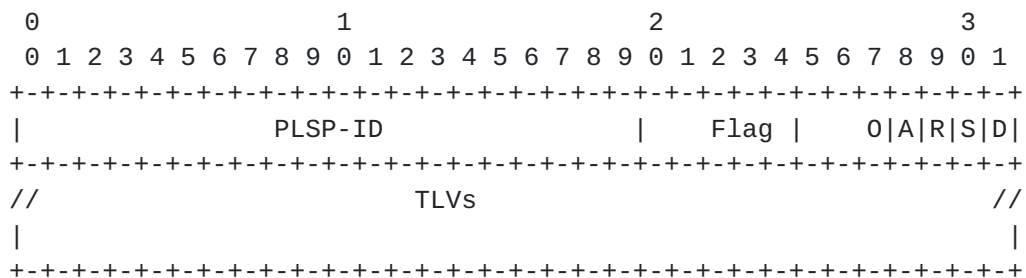 0                   1                   2                   3
 0 1 2 3 4 5 6 7 8 9 0 1 2 3 4 5 6 7 8 9 0 1 2 3 4 5 6 7 8 9 0 1
+-+-+-+-+-+-+-+-+-+-+-+-+-+-+-+-+-+-+-+-+-+-+-+-+-+-+-+-+-+-+-+-+
|                PLSP-ID                |    Flag |    O|A|R|S|D|
+-+-+-+-+-+-+-+-+-+-+-+-+-+-+-+-+-+-+-+-+-+-+-+-+-+-+-+-+-+-+-+-+
//                        TLVs                                 //
|                                                               |
+-+-+-+-+-+-+-+-+-+-+-+-+-+-+-+-+-+-+-+-+-+-+-+-+-+-+-+-+-+-+-+-+